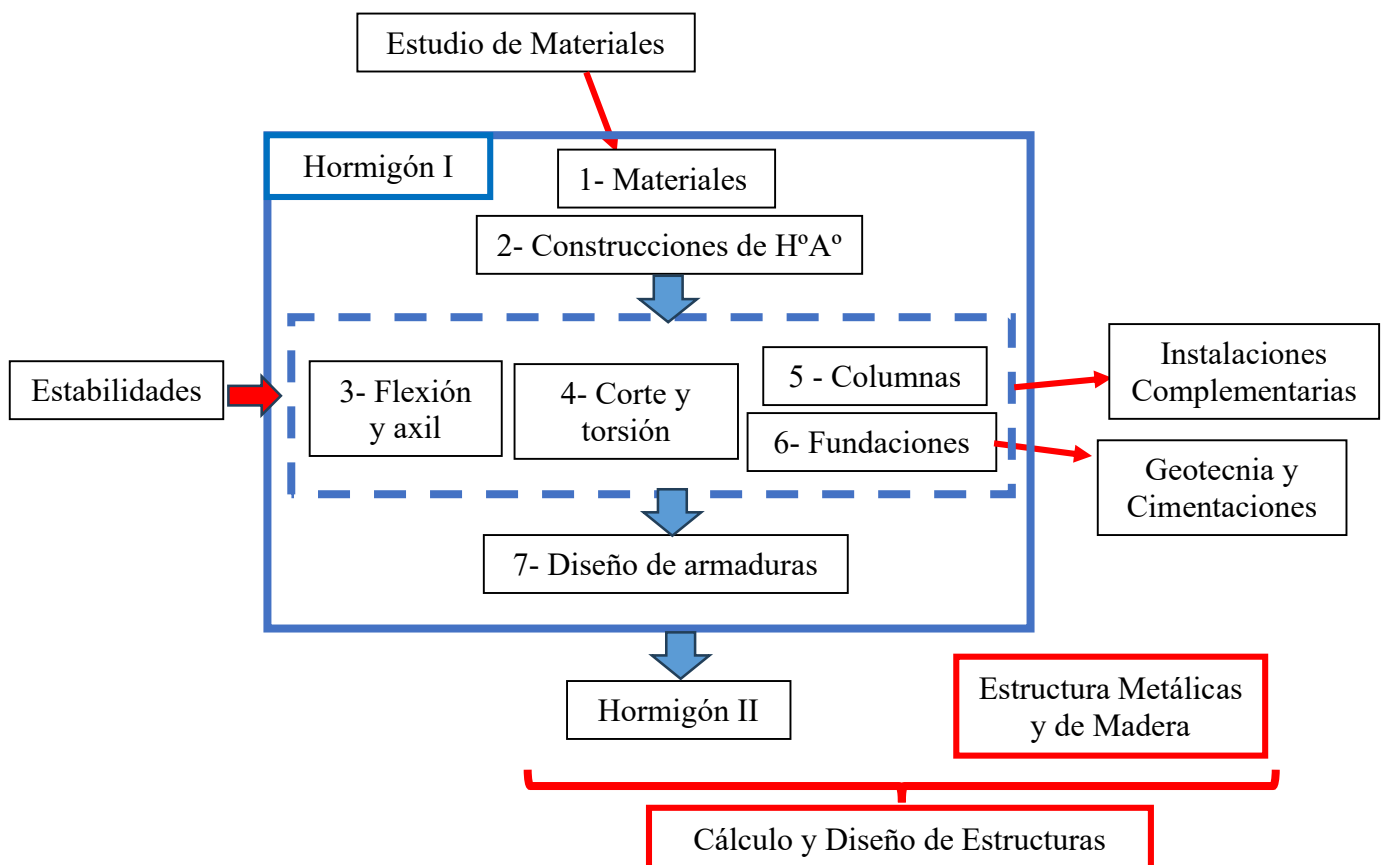 Estudio de Materiales
Hormigón I
1- Materiales
2- Construcciones de HºAº
Estabilidades
3- Flexión
y axil
4- Corte y
torsión
5 - Columnas
6- Fundaciones
Instalaciones
Complementarias
Geotecnia y
Cimentaciones
7- Diseño de armaduras
Hormigón II
Estructura Metálicas
y de Madera
Cálculo y Diseño de Estructuras